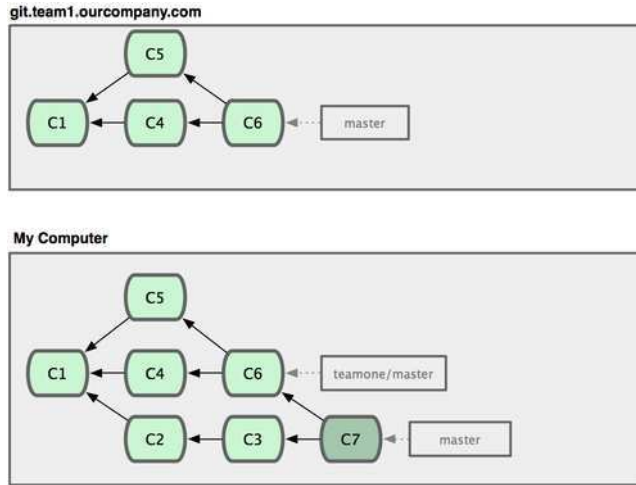 git.team1.ourcompany.com
C5
C1 C4 C6 master
My Computer
C5
C1 C4 C6 teamone/master
C2 C3 C7 master